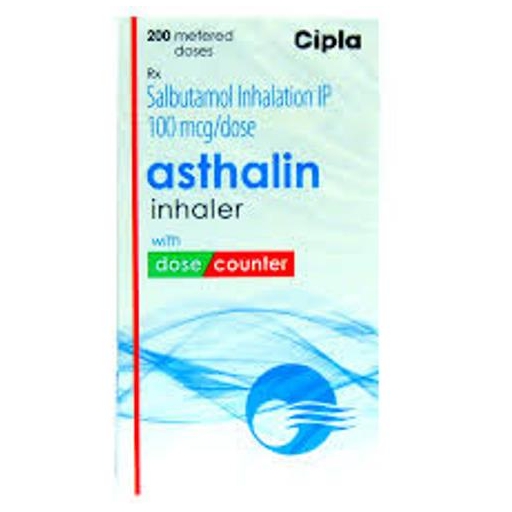 200 metered
doses
Cipla
Rx
Salbutamol Inhalation IP
100 mcg/dose
asthalin
inhaler
with
dose counter